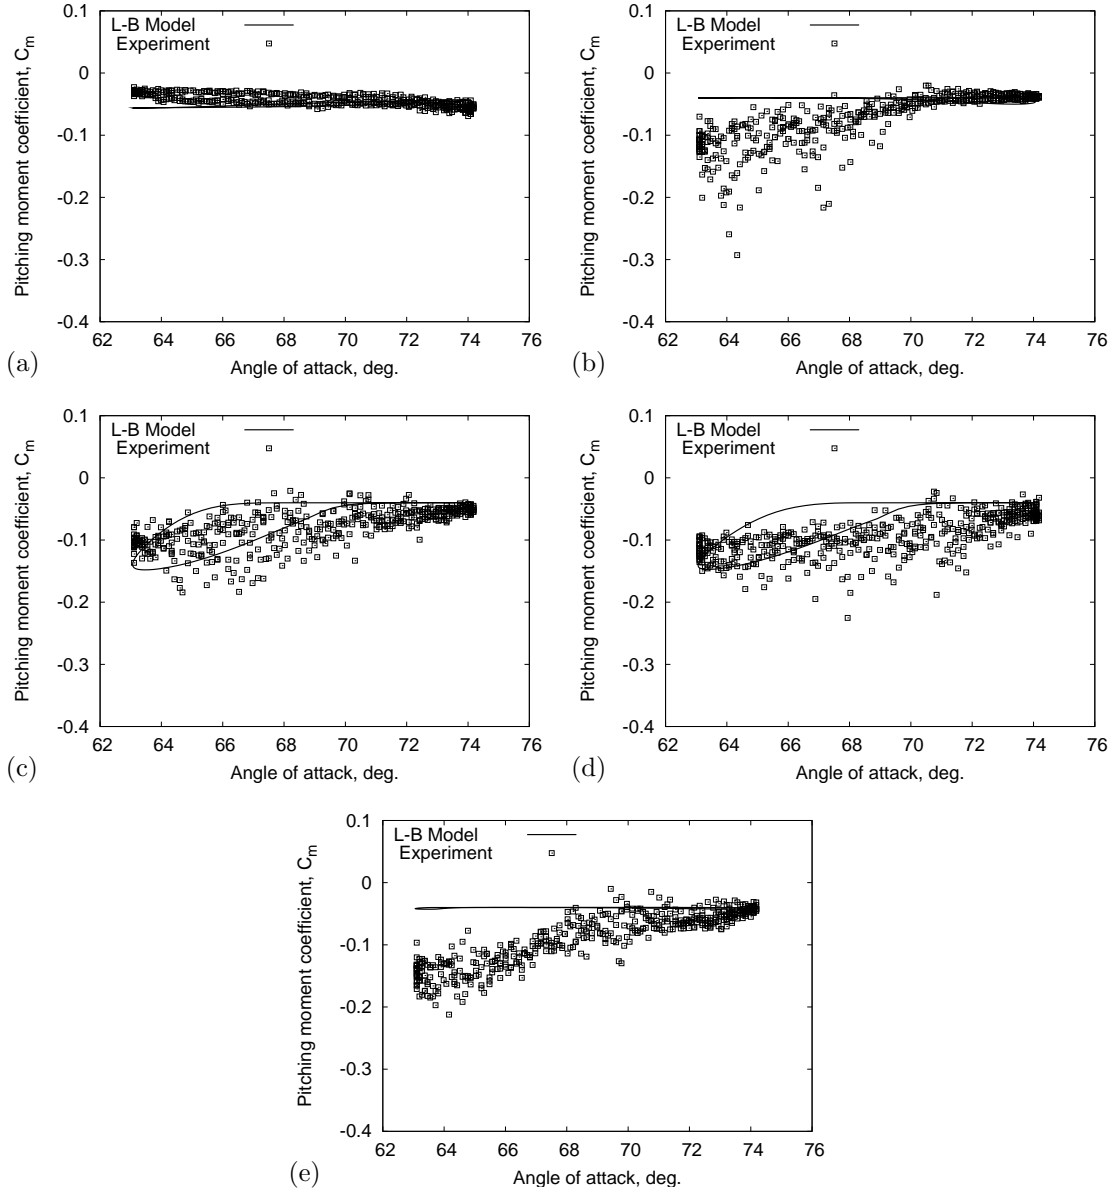 0.1
L-B Model
Experiment
0
-0.1
-0.2
-0.3
-0.4
62 64 66 68 70 72 74 76
Pitching moment coefficient, Cm
Angle of attack, deg.
(a)
0.1
L-B Model
Experiment
0
-0.1
-0.2
-0.3
-0.4
62 64 66 68 70 72 74 76
Pitching moment coefficient, Cm
Angle of attack, deg.
(b)
0.1
L-B Model
Experiment
0
-0.1
-0.2
-0.3
-0.4
62 64 66 68 70 72 74 76
Pitching moment coefficient, Cm
Angle of attack, deg.
(c)
0.1
L-B Model
Experiment
0
-0.1
-0.2
-0.3
-0.4
62 64 66 68 70 72 74 76
Pitching moment coefficient, Cm
Angle of attack, deg.
(d)
0.1
L-B Model
Experiment
0
-0.1
-0.2
-0.3
-0.4
62 64 66 68 70 72 74 76
Pitching moment coefficient, Cm
Angle of attack, deg.
(e)